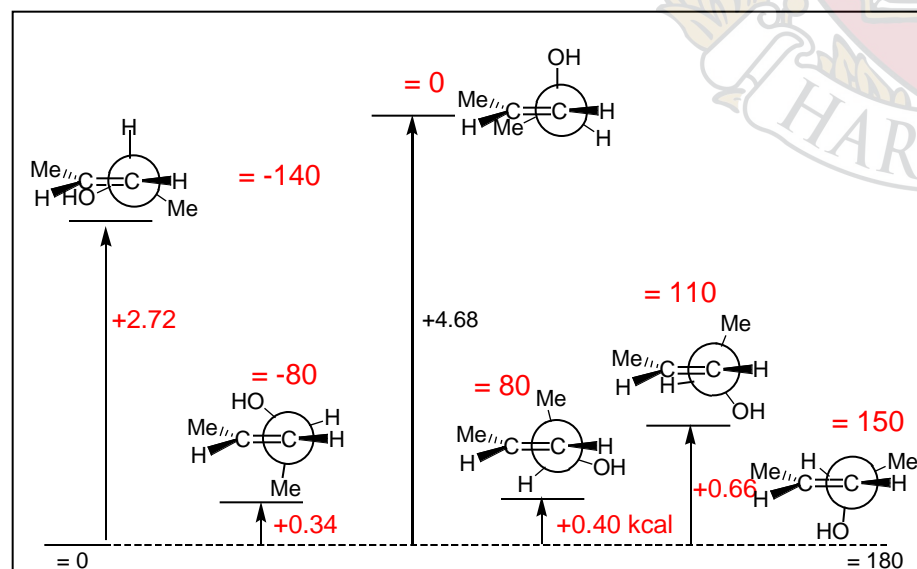 OH
= 0
Me
H
C=C
H
Me
H
H
Me
H
HO
C=C
H
Me
= -140
+2.72
+4.68
= -80
HO
H
Me
C=C
H
H
Me
+0.34
= 80
Me
Me
C=C
H
H
H
OH
+0.40 kcal
= 110
Me
Me
C=C
H
H
H
OH
+0.66
= 150
Me
H
Me
C=C
H
H
HO
= 0
= 180
HAR